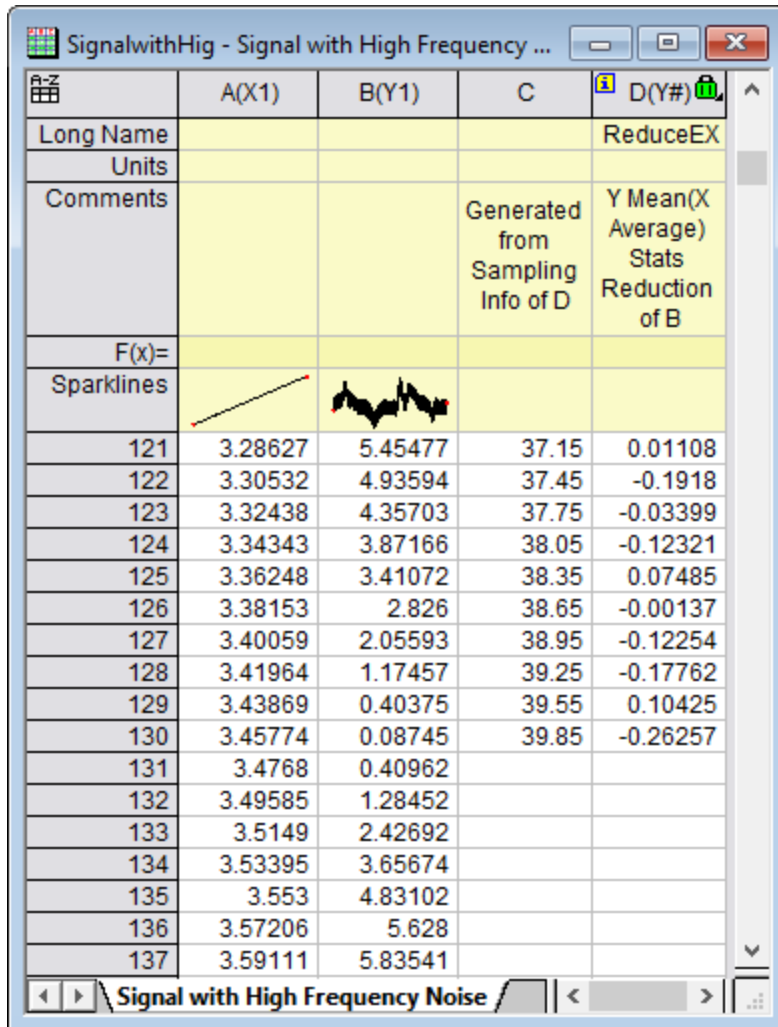 SignalwithHig - Signal with High Frequency ...
A-Z A(X1) B(Y1) C i D(Y#)
Long Name ReduceEX
Units
Comments
Generated
from
Sampling
Info of D
Y Mean(X
Average)
Stats
Reduction
of B
F(x)=
Sparklines
121 3.28627 5.45477 37.15 0.01108
122 3.30532 4.93594 37.45 -0.1918
123 3.32438 4.35703 37.75 -0.03399
124 3.34343 3.87166 38.05 -0.12321
125 3.36248 3.41072 38.35 0.07485
126 3.38153 2.826 38.65 -0.00137
127 3.40059 2.05593 38.95 -0.12254
128 3.41964 1.17457 39.25 -0.17762
129 3.43869 0.40375 39.55 0.10425
130 3.45774 0.08745 39.85 -0.26257
131 3.4768 0.40962
132 3.49585 1.28452
133 3.5149 2.42692
134 3.53395 3.65674
135 3.553 4.83102
136 3.57206 5.628
137 3.59111 5.83541
Signal with High Frequency Noise